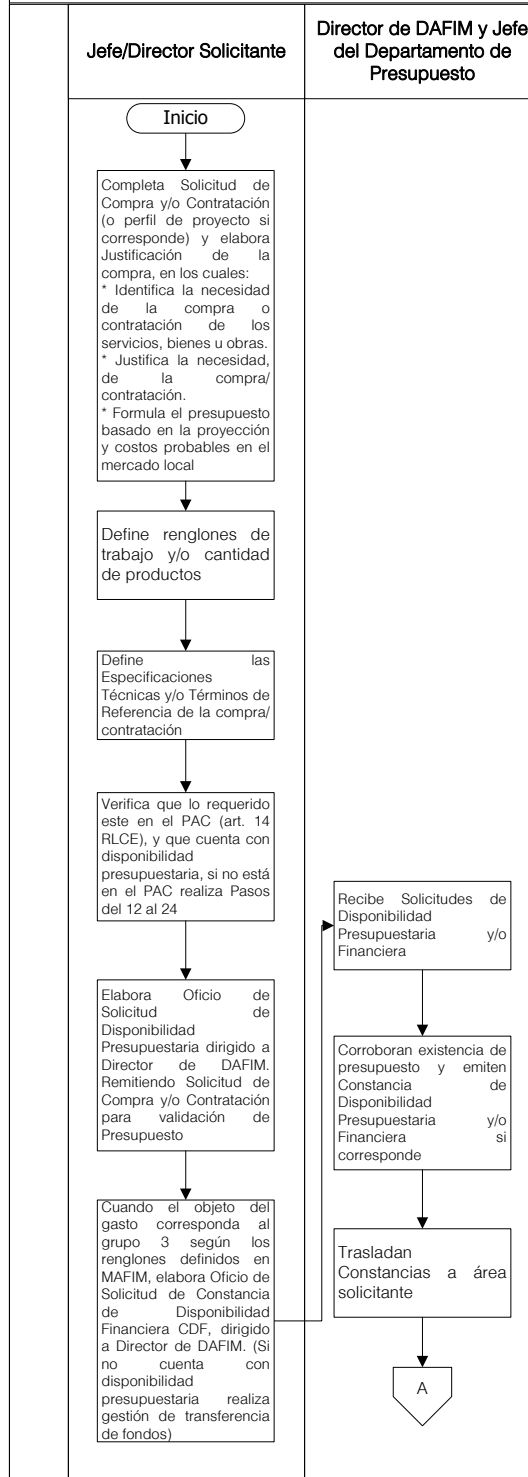 Jefe/Director Solicitante
Director de DAFIM y Jefe
del Departamento de
Presupuesto
Inicio
Completa Solicitud de
Compra y/o Contratación
(o perfil de proyecto si
corresponde) y elabora
Justificación de la
compra, en los cuales:
* Identifica la necesidad
de la compra o
contratación de los
servicios, bienes u obras.
* Justifica la necesidad,
de la compra/
contratación.
* Formula el presupuesto
basado en la proyección
y costos probables en el
mercado local
Define renglones de
trabajo y/o cantidad
de productos
Define las
Especificaciones
Técnicas y/o Términos de
Referencia de la compra/
contratación
Verifica que lo requerido
este en el PAC (art. 14
RLCE), y que cuenta con
disponibilidad
presupuestaria, si no está
en el PAC realiza Pasos
del 12 al 24
Elabora Oficio de
Solicitud de
Disponibilidad
Presupuestaria dirigido a
Director de DAFIM.
Remitiendo Solicitud de
Compra y/o Contratación
para validación de
Presupuesto
Cuando el objeto del
gasto corresponda al
grupo 3 según los
renglones definidos en
MAFIM, elabora Oficio de
Solicitud de Constancia
de Disponibilidad
Financiera CDF, dirigido
a Director de DAFIM. (Si
no cuenta con
disponibilidad
presupuestaria realiza
gestión de transferencia
de fondos)
Recibe Solicitudes de
Disponibilidad
Presupuestaria y/o
Financiera
Corroboran existencia de
presupuesto y emiten
Constancia de
Disponibilidad
Presupuestaria y/o
Financiera si
corresponde
Trasladan
Constancias a área
solicitante
A